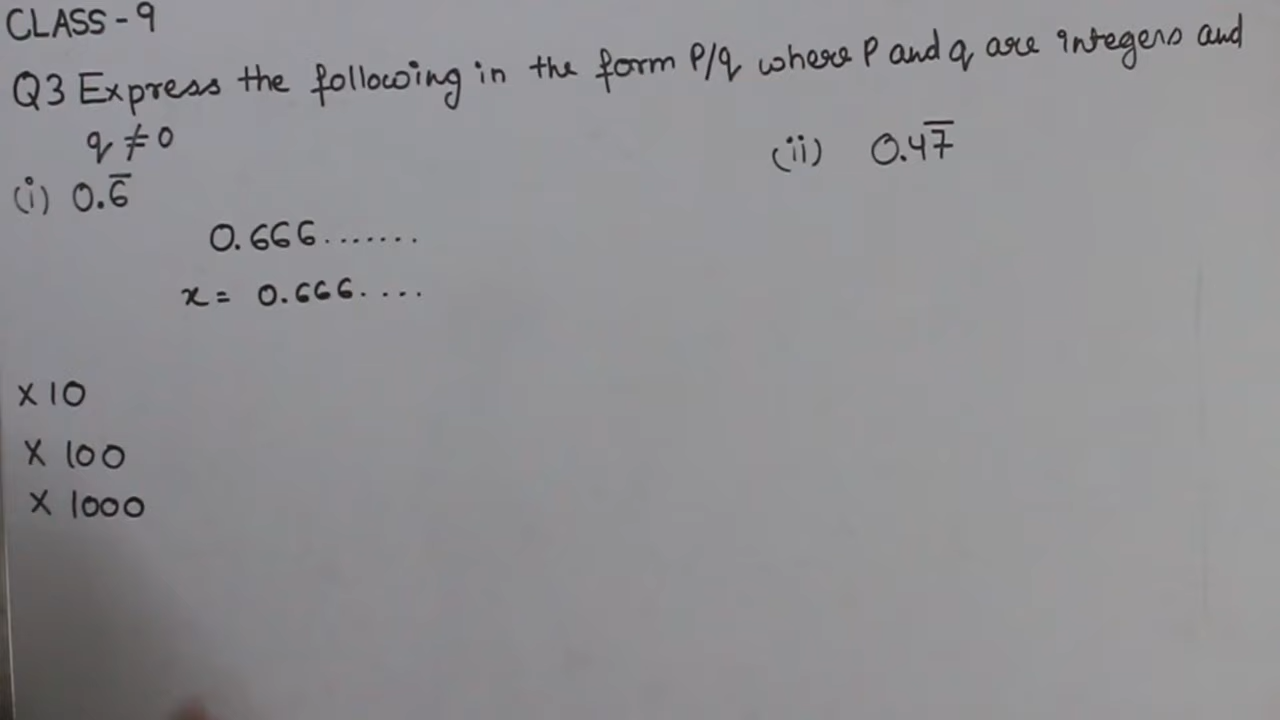 CLASS - 9
Q3 Express the following in the form P/q where P and q are integers and
q ≠ 0
(i) 0.6̅
(ii) 0.47̅
0.666.......
x = 0.666....
× 10
× 100
× 1000